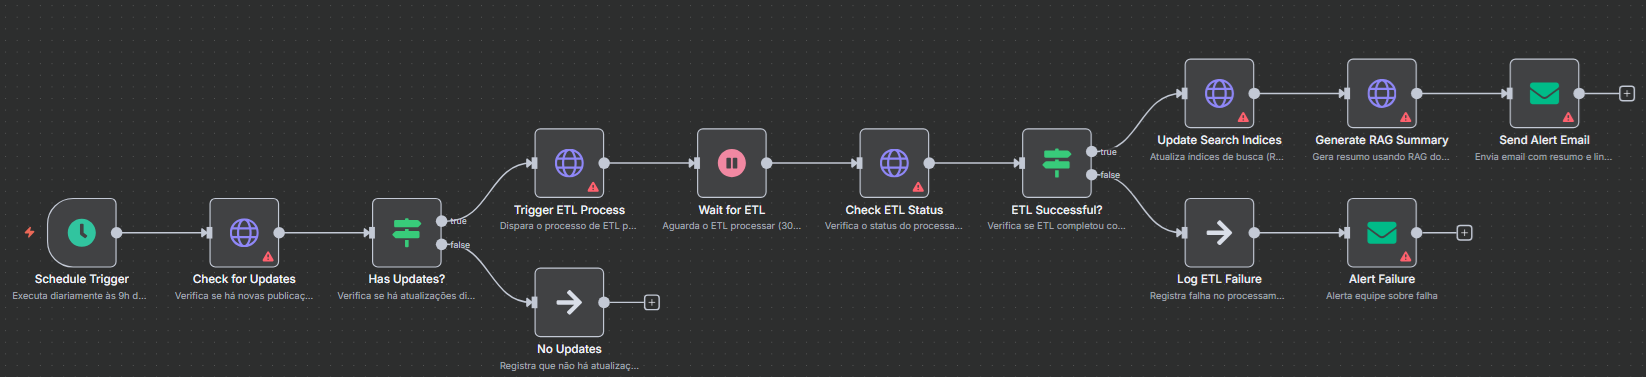 Schedule Trigger
Executa diariamente às 9h d...
Check for Updates
Verifica se há novas publicaç...
Has Updates?
Verifica se há atualizações di...
true
false
Trigger ETL Process
Dispara o processo de ETL p...
No Updates
Registra que não há atualizaç...
Wait for ETL
Aguarda o ETL processar (30...
Check ETL Status
Verifica o status do processa...
ETL Successful?
Verifica se ETL completou co...
true
false
Update Search Indices
Atualiza índices de busca (R...
Generate RAG Summary
Gera resumo usando RAG do...
Send Alert Email
Envia email com resumo e lin...
Log ETL Failure
Registra falha no processam...
Alert Failure
Alerta equipe sobre falha